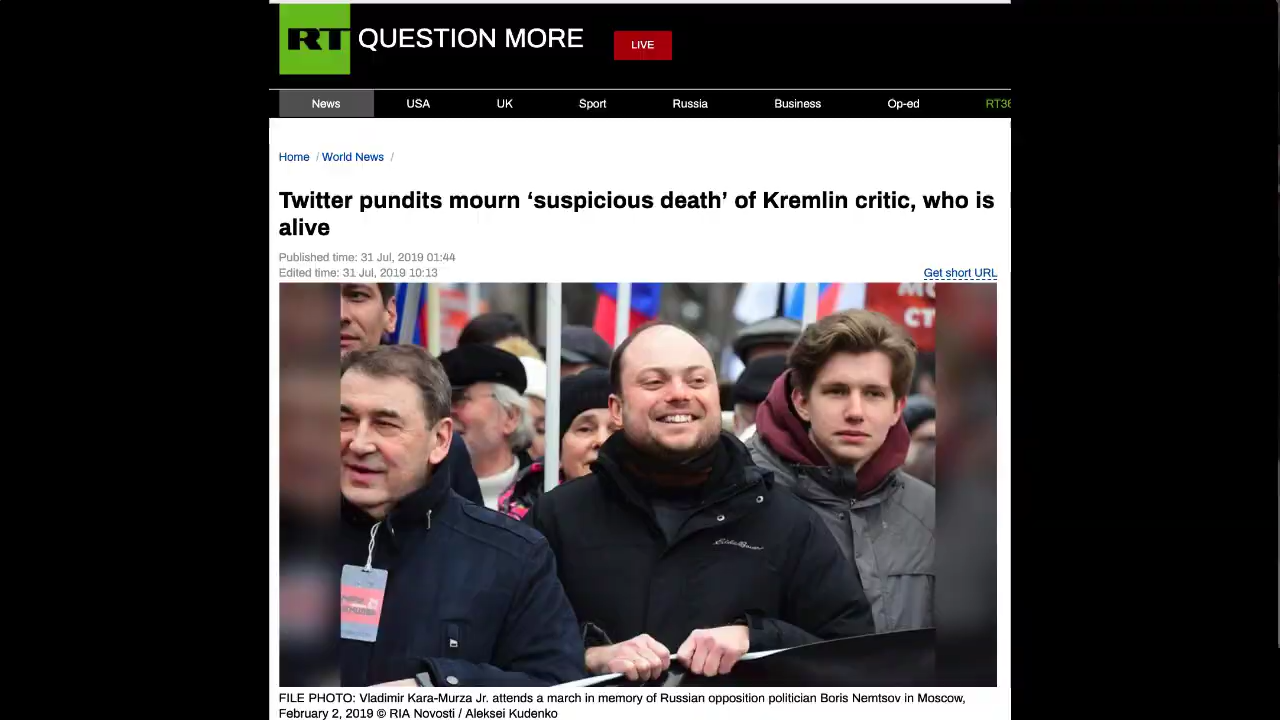 RT QUESTION MORE LIVE
News USA UK Sport Russia Business Op-ed RT36
Home / World News /
Twitter pundits mourn ‘suspicious death’ of Kremlin critic, who is
alive
Published time: 31 Jul, 2019 01:44
Edited time: 31 Jul, 2019 10:13
Get short URL
FILE PHOTO: Vladimir Kara-Murza Jr. attends a march in memory of Russian opposition politician Boris Nemtsov in Moscow,
February 2, 2019 © RIA Novosti / Aleksei Kudenko